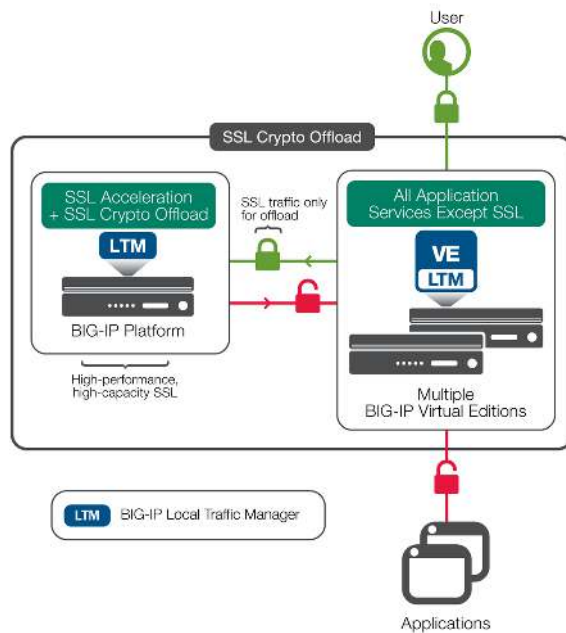 User
SSL Crypto Offload
SSL Acceleration
+ SSL Crypto Offload
LTM
BIG-IP Platform
High-performance,
high-capacity SSL
SSL traffic only
for offload
All Application
Services Except SSL
VE
LTM
Multiple
BIG-IP Virtual Editions
LTM BIG-IP Local Traffic Manager
Applications